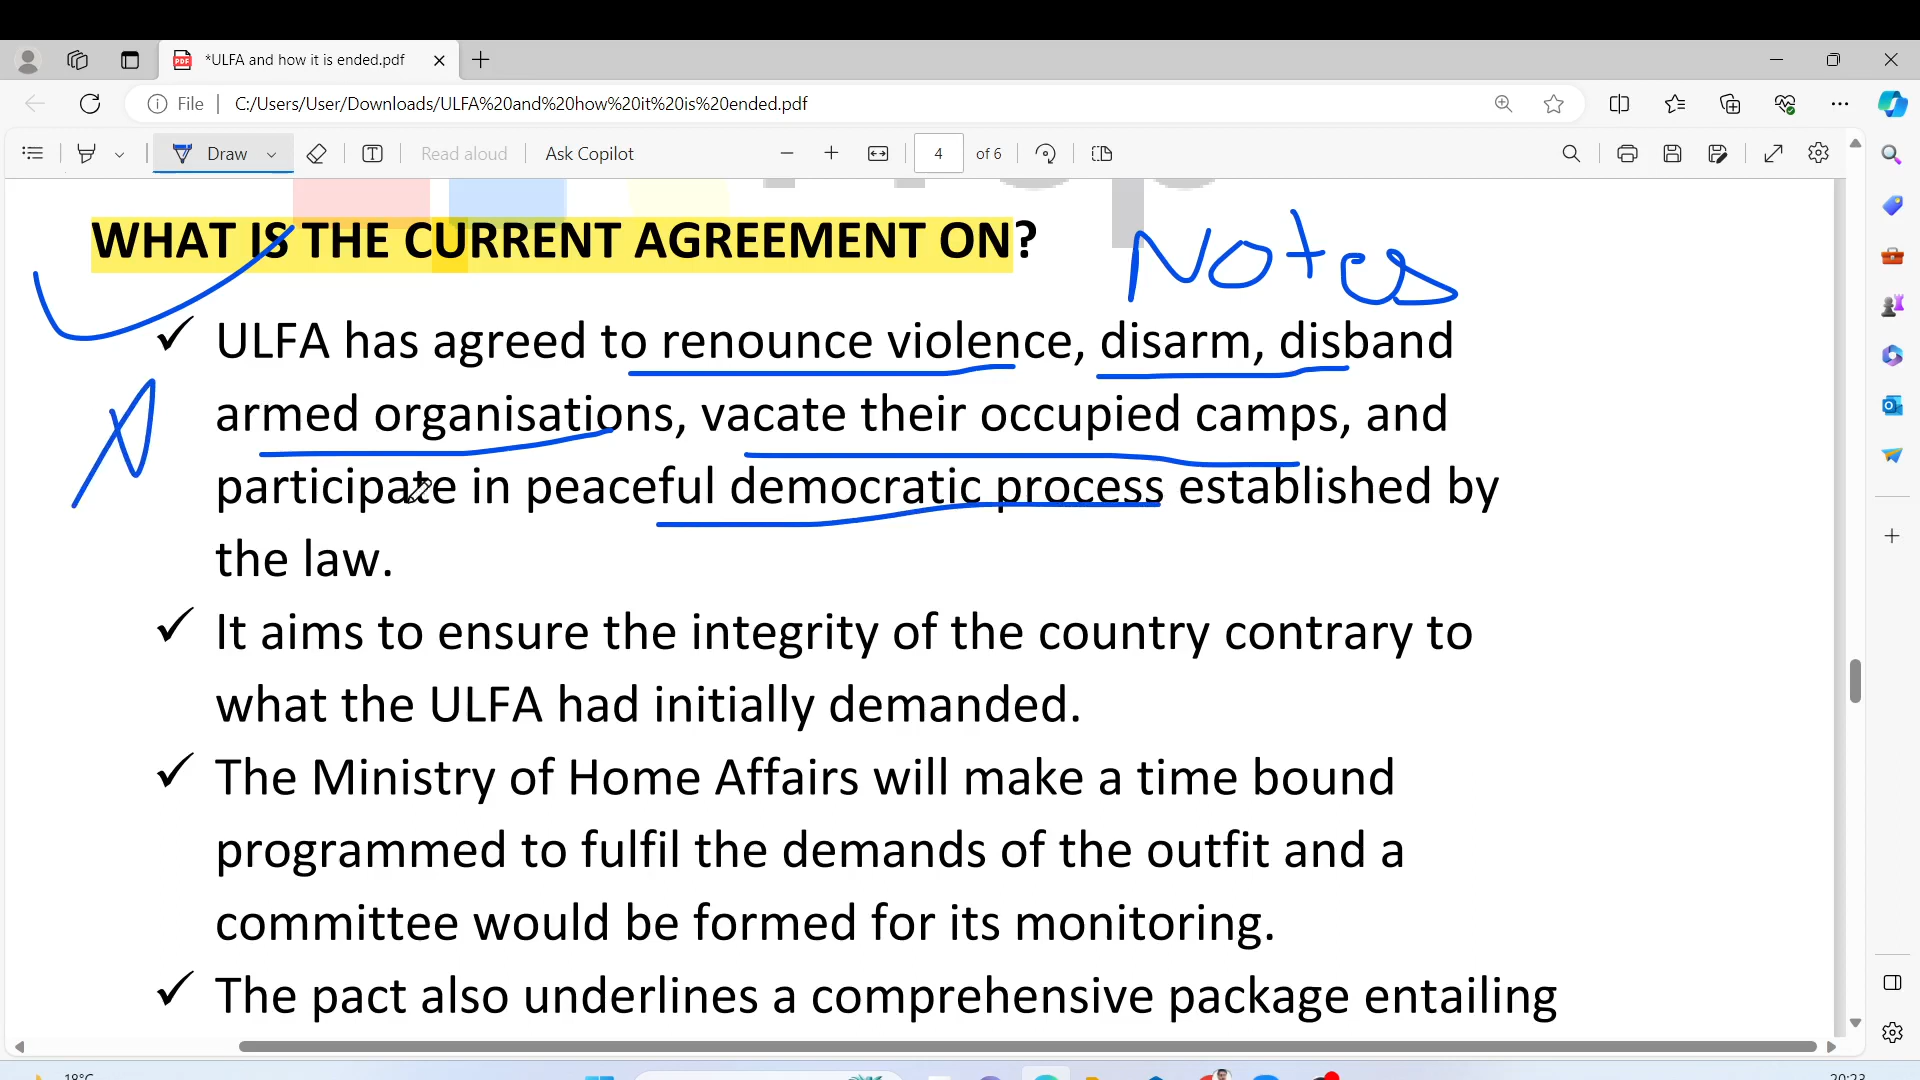 *ULFA and how it is ended.pdf
File
C:/Users/User/Downloads/ULFA%20and%20how%20it%20is%20ended.pdf
Draw
Read aloud
Ask Copilot
4
of 6
WHAT IS THE CURRENT AGREEMENT ON?
Notes
✓ ULFA has agreed to renounce violence, disarm, disband
armed organisations, vacate their occupied camps, and
participate in peaceful democratic process established by
the law.
✓ It aims to ensure the integrity of the country contrary to
what the ULFA had initially demanded.
✓ The Ministry of Home Affairs will make a time bound
programmed to fulfil the demands of the outfit and a
committee would be formed for its monitoring.
✓ The pact also underlines a comprehensive package entailing
18°C
20:23